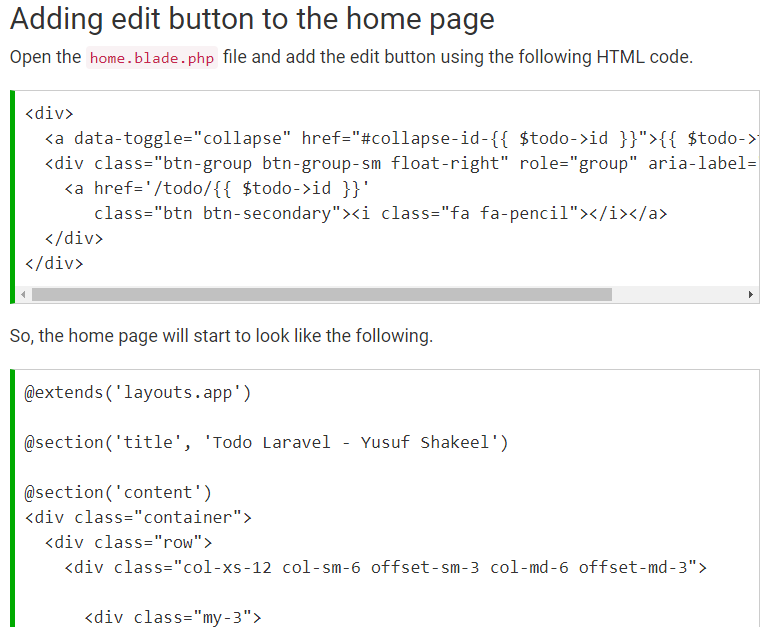 Adding edit button to the home page
Open the home.blade.php file and add the edit button using the following HTML code.
<div>
  <a data-toggle="collapse" href="#collapse-id-{{ $todo->id }}">{{ $todo->
  <div class="btn-group btn-group-sm float-right" role="group" aria-label=
    <a href='/todo/{{ $todo->id }}'
       class="btn btn-secondary"><i class="fa fa-pencil"></i></a>
  </div>
</div>
So, the home page will start to look like the following.
@extends('layouts.app')
@section('title', 'Todo Laravel - Yusuf Shakeel')
@section('content')
<div class="container">
  <div class="row">
    <div class="col-xs-12 col-sm-6 offset-sm-3 col-md-6 offset-md-3">
      <div class="my-3">